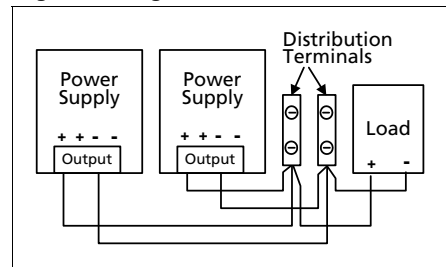 Distribution
Terminals
Power
Supply
+ + - -
Output
Power
Supply
+ + - -
Output
Load
+ -